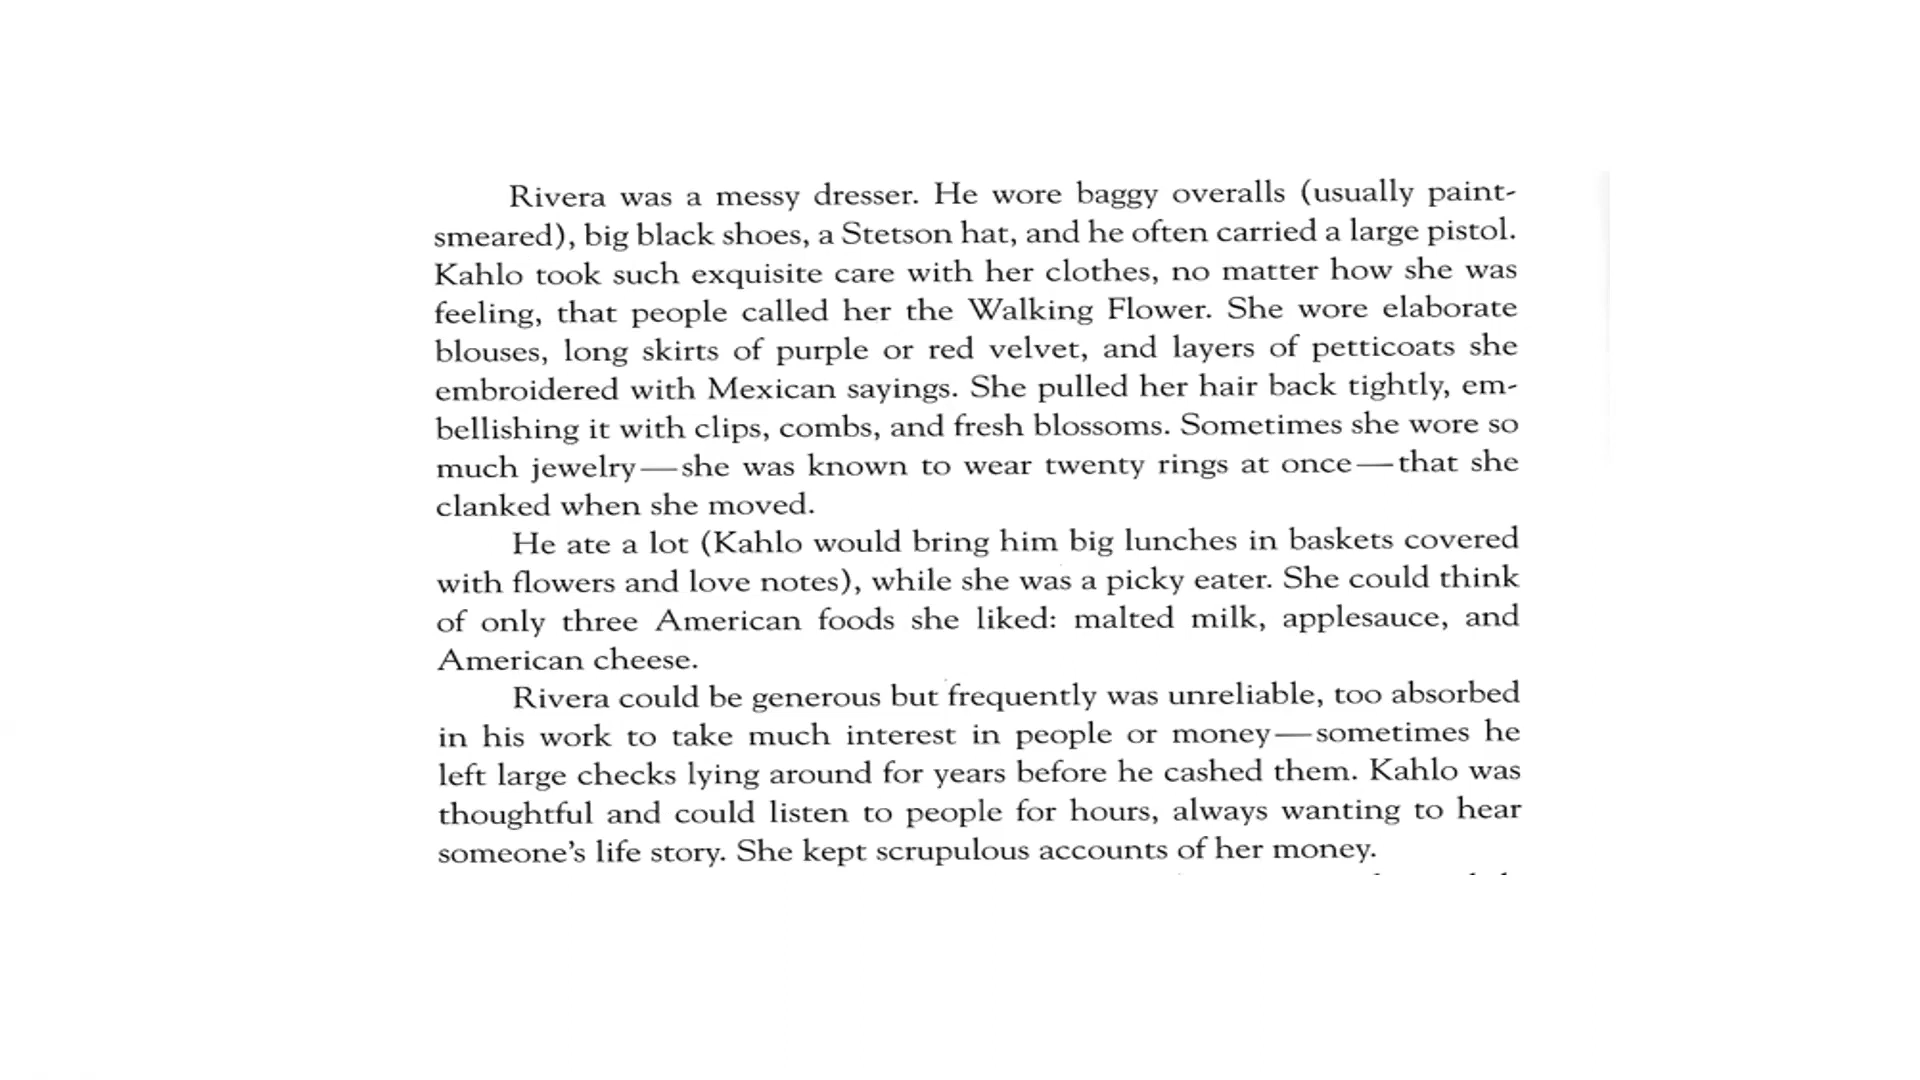 Rivera was a messy dresser. He wore baggy overalls (usually paint-
smeared), big black shoes, a Stetson hat, and he often carried a large pistol.
Kahlo took such exquisite care with her clothes, no matter how she was
feeling, that people called her the Walking Flower. She wore elaborate
blouses, long skirts of purple or red velvet, and layers of petticoats she
embroidered with Mexican sayings. She pulled her hair back tightly, em-
bellishing it with clips, combs, and fresh blossoms. Sometimes she wore so
much jewelry—she was known to wear twenty rings at once—that she
clanked when she moved.
He ate a lot (Kahlo would bring him big lunches in baskets covered
with flowers and love notes), while she was a picky eater. She could think
of only three American foods she liked: malted milk, applesauce, and
American cheese.
Rivera could be generous but frequently was unreliable, too absorbed
in his work to take much interest in people or money—sometimes he
left large checks lying around for years before he cashed them. Kahlo was
thoughtful and could listen to people for hours, always wanting to hear
someone's life story. She kept scrupulous accounts of her money.